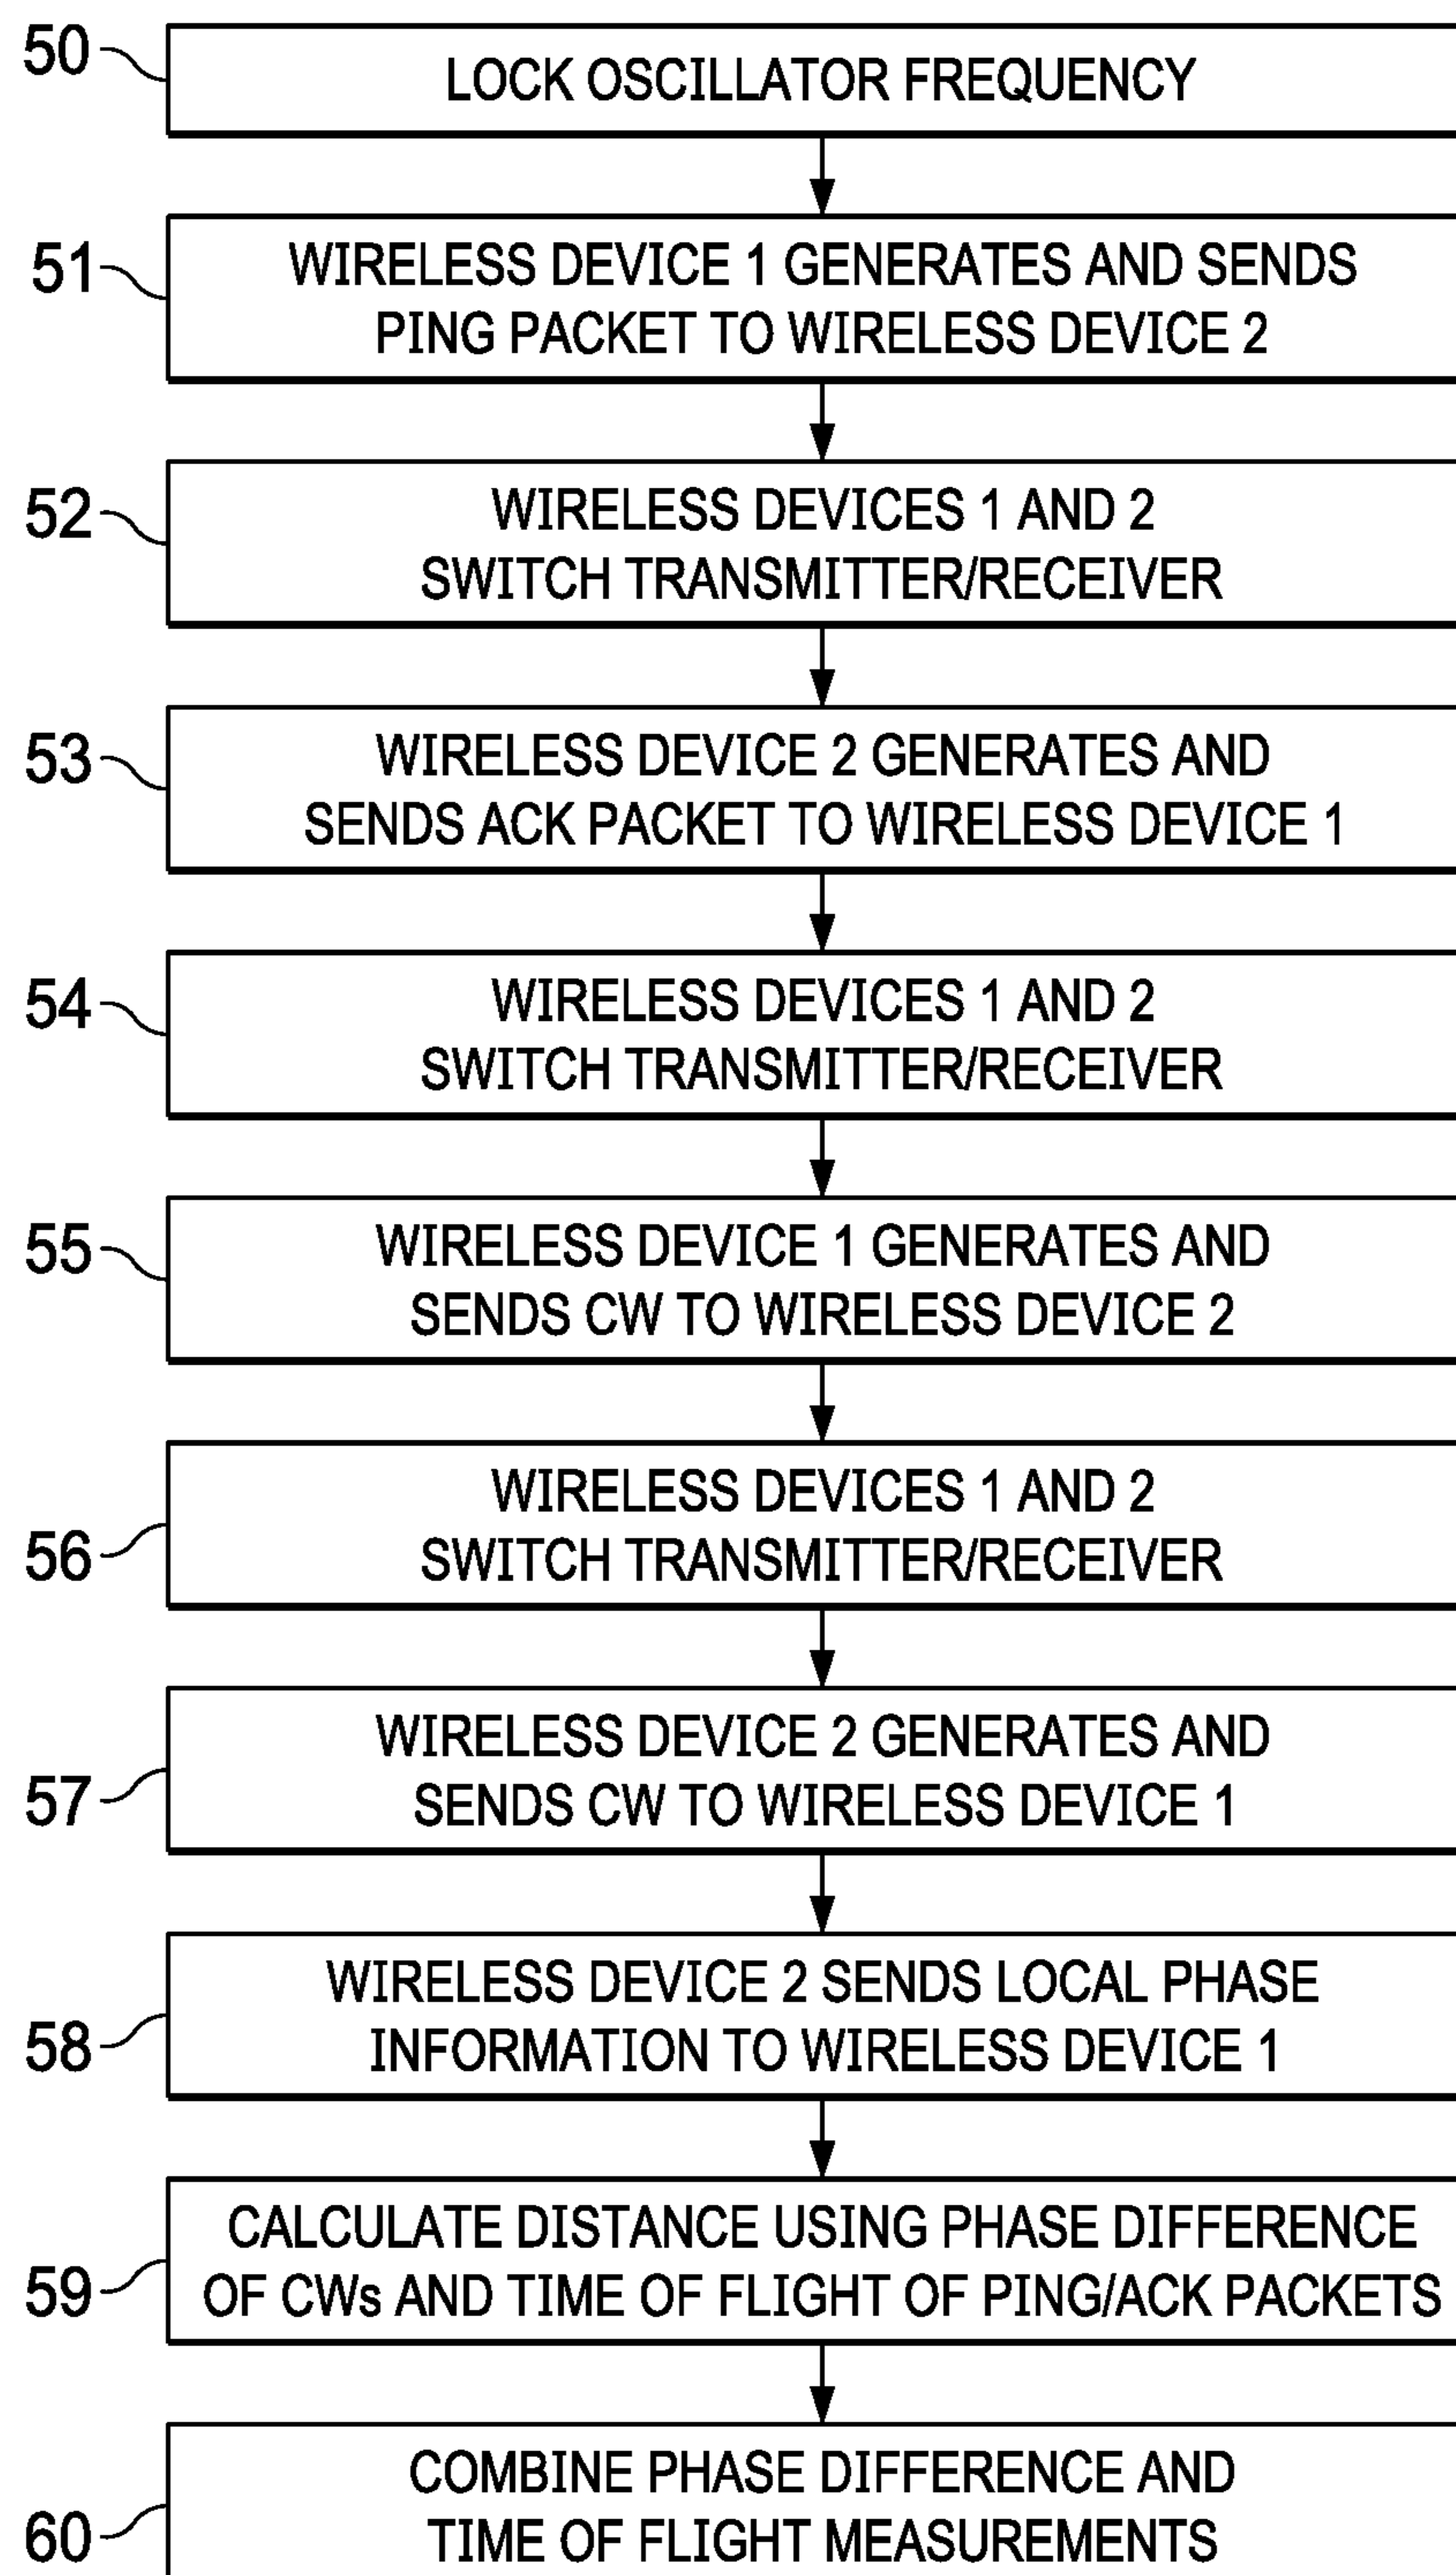 50
LOCK OSCILLATOR FREQUENCY
51
WIRELESS DEVICE 1 GENERATES AND SENDS
PING PACKET TO WIRELESS DEVICE 2
52
WIRELESS DEVICES 1 AND 2
SWITCH TRANSMITTER/RECEIVER
53
WIRELESS DEVICE 2 GENERATES AND
SENDS ACK PACKET TO WIRELESS DEVICE 1
54
WIRELESS DEVICES 1 AND 2
SWITCH TRANSMITTER/RECEIVER
55
WIRELESS DEVICE 1 GENERATES AND
SENDS CW TO WIRELESS DEVICE 2
56
WIRELESS DEVICES 1 AND 2
SWITCH TRANSMITTER/RECEIVER
57
WIRELESS DEVICE 2 GENERATES AND
SENDS CW TO WIRELESS DEVICE 1
58
WIRELESS DEVICE 2 SENDS LOCAL PHASE
INFORMATION TO WIRELESS DEVICE 1
59
CALCULATE DISTANCE USING PHASE DIFFERENCE
OF CWs AND TIME OF FLIGHT OF PING/ACK PACKETS
60
COMBINE PHASE DIFFERENCE AND
TIME OF FLIGHT MEASUREMENTS